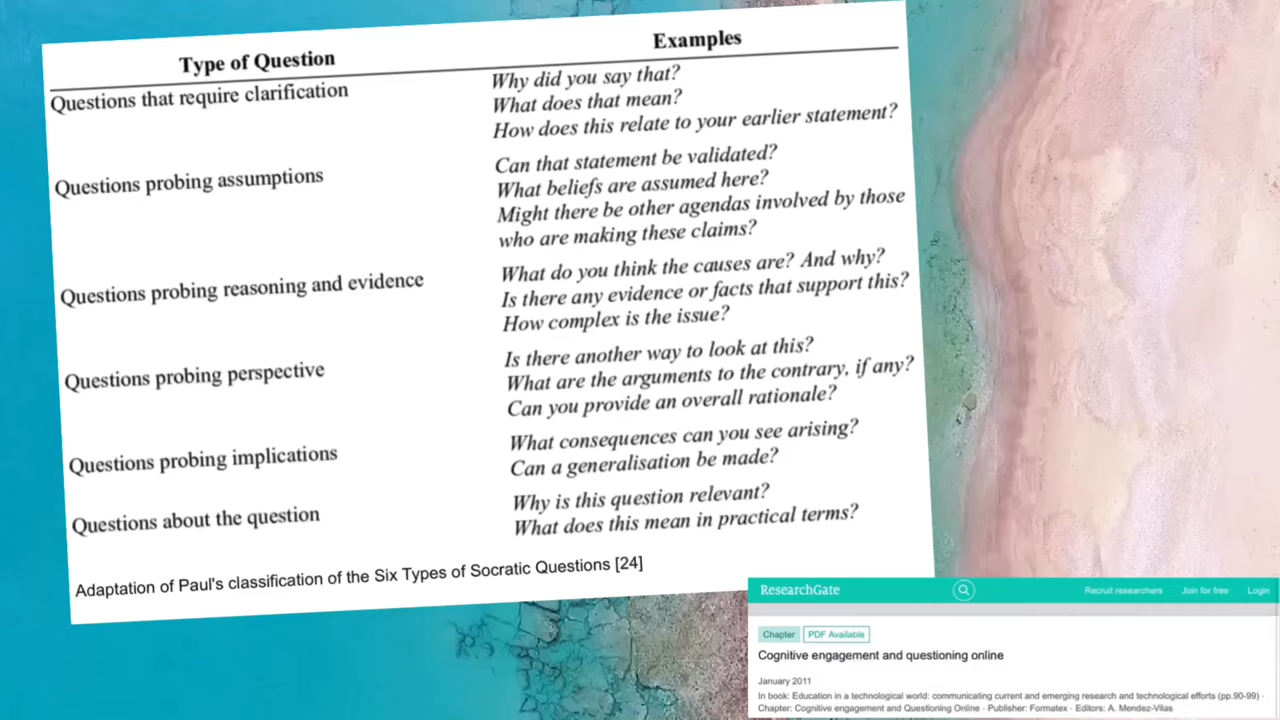 Type of Question Examples
Questions that require clarification Why did you say that?
What does that mean?
How does this relate to your earlier statement?
Questions probing assumptions Can that statement be validated?
What beliefs are assumed here?
Might there be other agendas involved by those
who are making these claims?
Questions probing reasoning and evidence What do you think the causes are? And why?
Is there any evidence or facts that support this?
How complex is the issue?
Questions probing perspective Is there another way to look at this?
What are the arguments to the contrary, if any?
Can you provide an overall rationale?
Questions probing implications What consequences can you see arising?
Can a generalisation be made?
Questions about the question Why is this question relevant?
What does this mean in practical terms?
Adaptation of Paul's classification of the Six Types of Socratic Questions [24]
ResearchGate Recruit researchers Join for free Login
Chapter PDF Available
Cognitive engagement and questioning online
January 2011
In book: Education in a technological world: communicating current and emerging research and technological efforts (pp.90-99) ·
Chapter: Cognitive engagement and Questioning Online · Publisher: Formatex · Editors: A. Mendez-Vilas